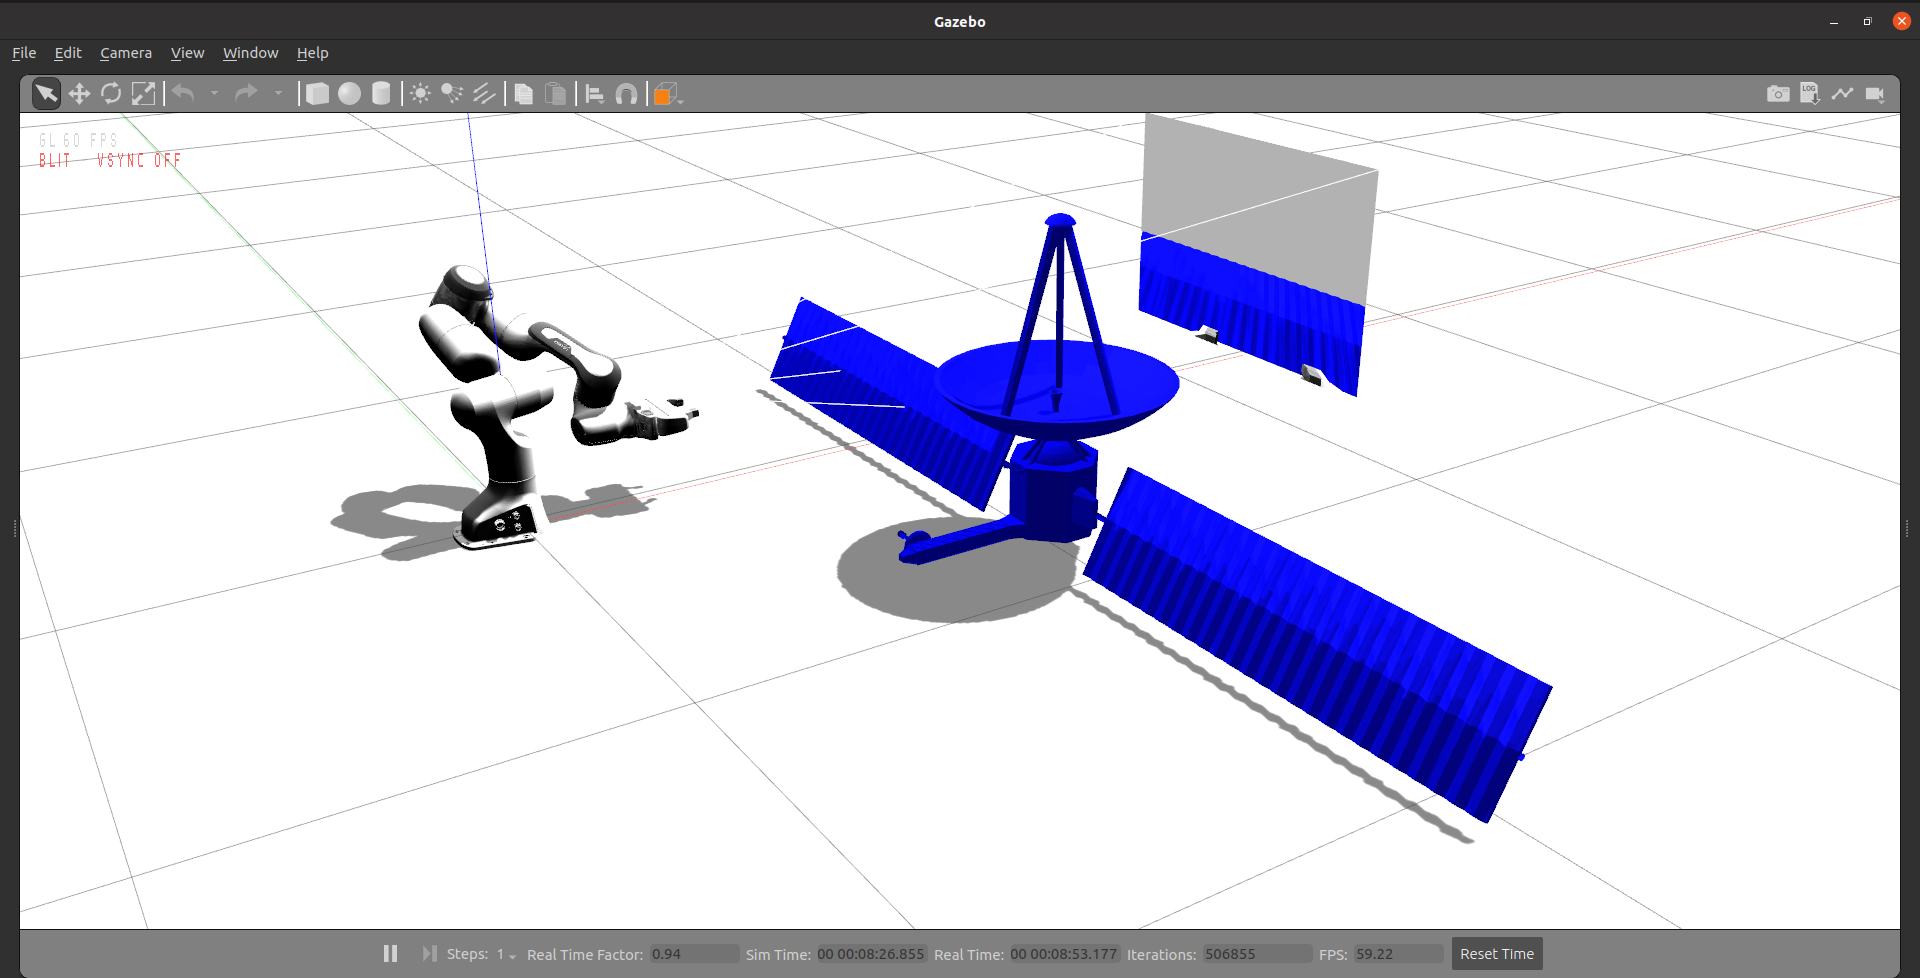 Gazebo
File Edit Camera View Window Help
LOG
GL 60 FPS
BLIT VSYNC OFF
Steps: 1 Real Time Factor: 0.94 Sim Time: 00 00:08:26.855 Real Time: 00 00:08:53.177 Iterations: 506855 FPS: 59.22 Reset Time